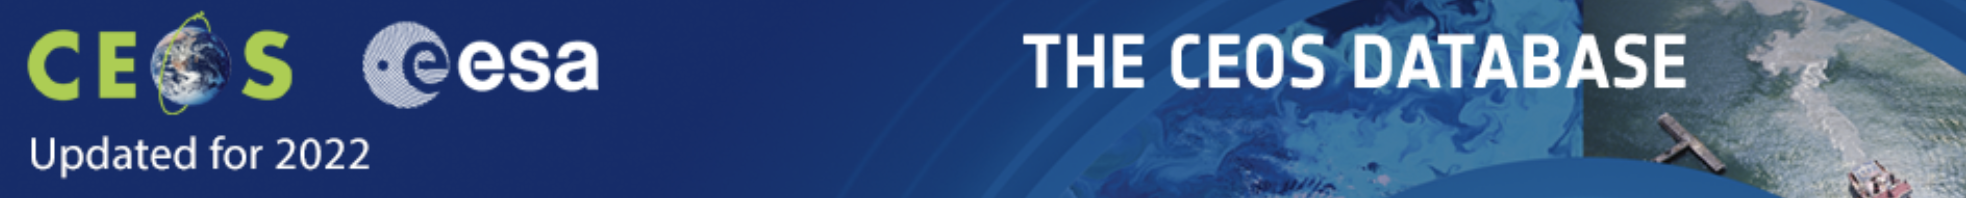 CEOS esa
THE CEOS DATABASE
Updated for 2022